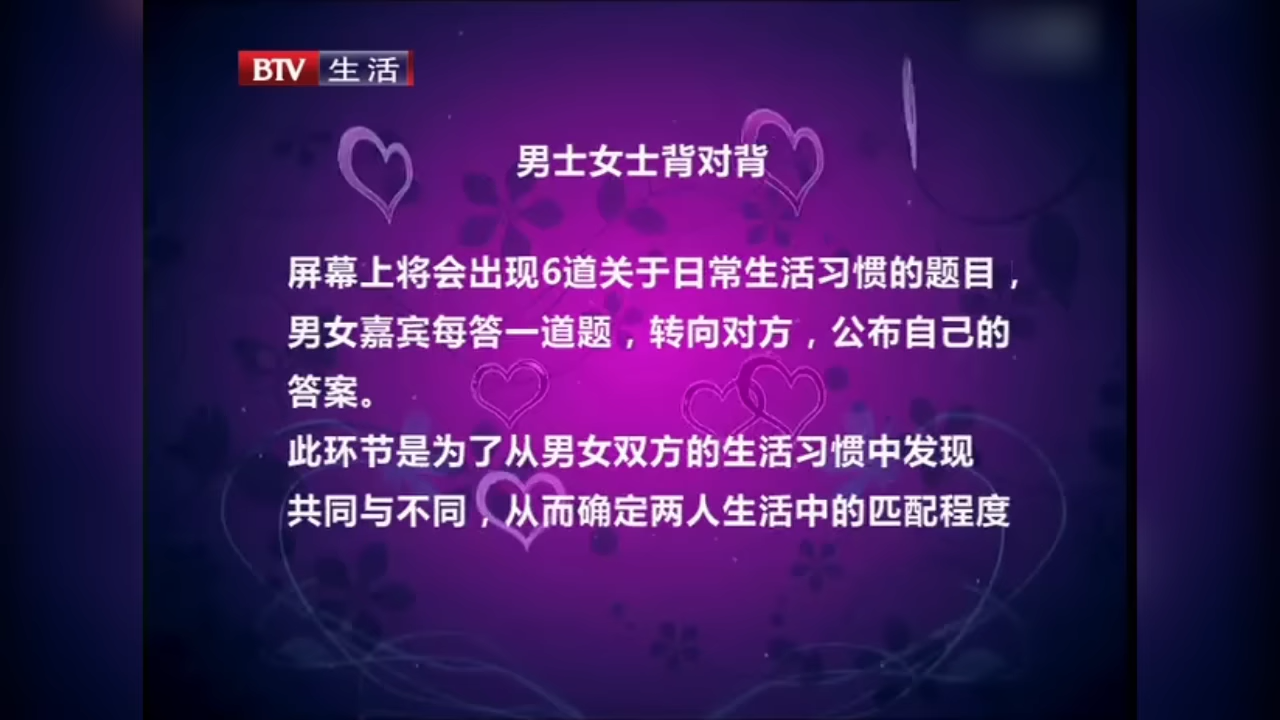 BTV 生活
男士女士背对背
屏幕上将会出现6道关于日常生活习惯的题目，
男女嘉宾每答一道题，转向对方，公布自己的
答案。
此环节是为了从男女双方的生活习惯中发现
共同与不同，从而确定两人生活中的匹配程度